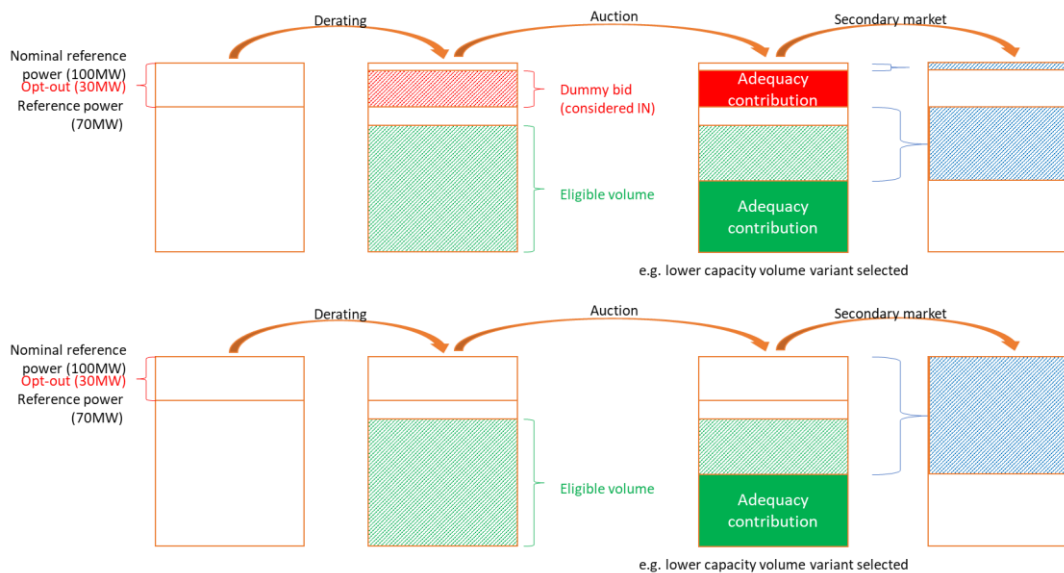 Derating
Auction
Secondary market
Nominal reference
power (100MW)
Opt-out (30MW)
Reference power
(70MW)
Dummy bid
(considered IN)
Adequacy
contribution
Eligible volume
Adequacy
contribution
e.g. lower capacity volume variant selected
Derating
Auction
Secondary market
Nominal reference
power (100MW)
Opt-out (30MW)
Reference power
(70MW)
Eligible volume
Adequacy
contribution
e.g. lower capacity volume variant selected